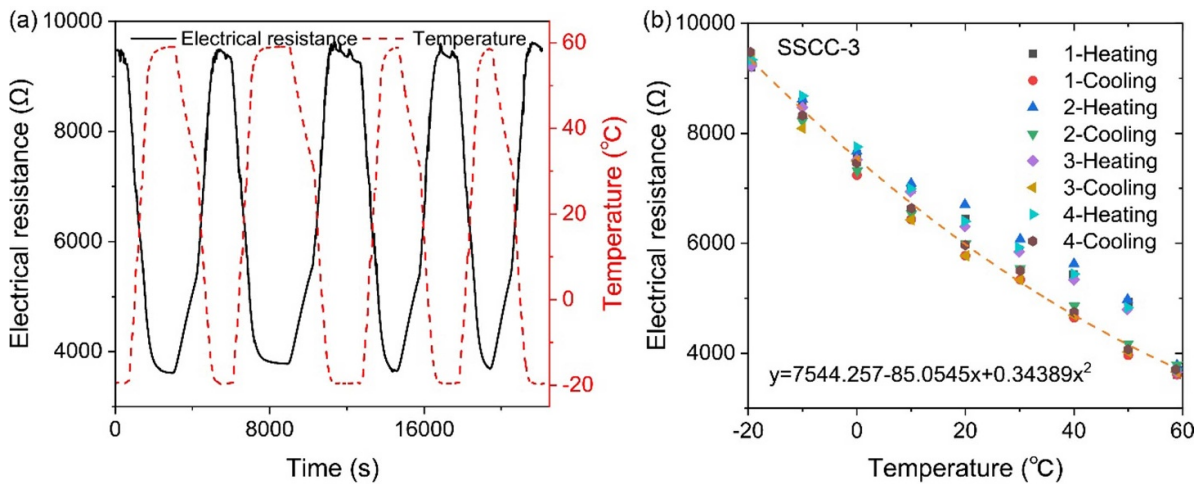 (a)
10000
8000
6000
4000
Electrical resistance (Ω)
Electrical resistance
Temperature
60
40
20
0
-20
Temperature (℃)
0
8000
16000
Time (s)
(b)
10000
8000
6000
4000
Electrical resistance (Ω)
SSCC-3
1-Heating
1-Cooling
2-Heating
2-Cooling
3-Heating
3-Cooling
4-Heating
4-Cooling
y=7544.257-85.0545x+0.34389x²
-20
0
20
40
60
Temperature (℃)